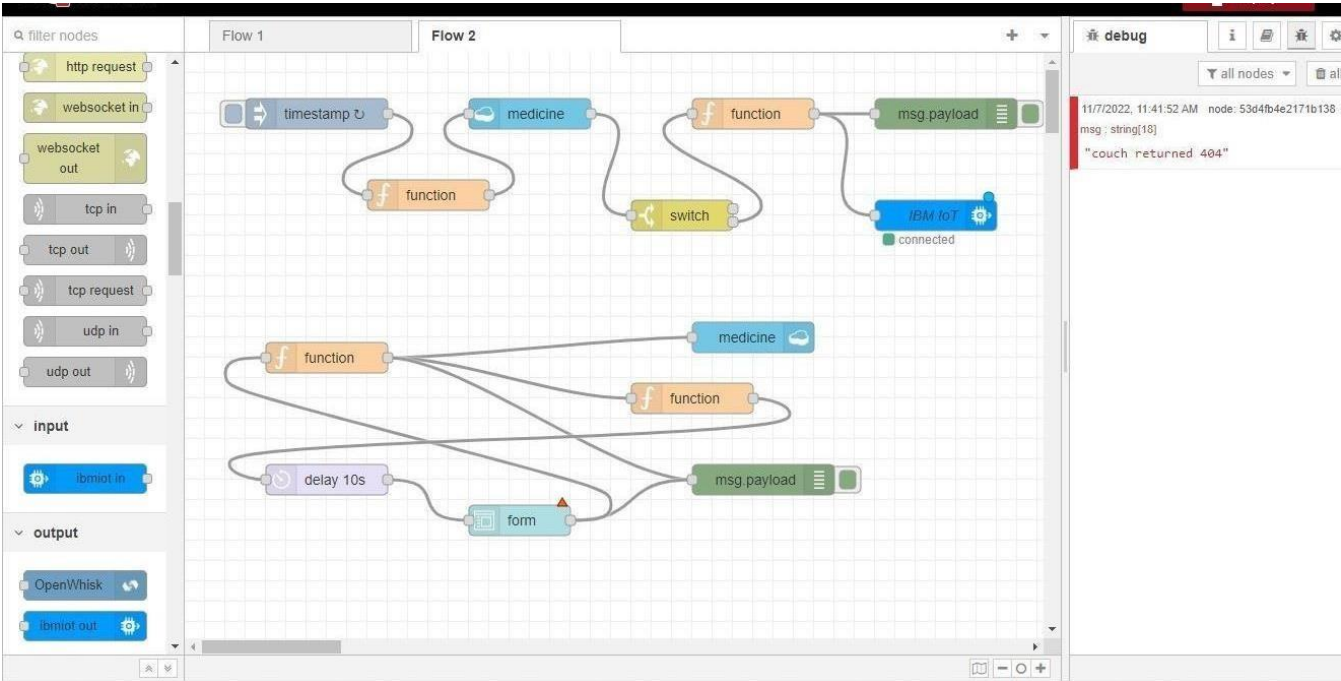 filter nodes
Flow 1
Flow 2
debug
i
all nodes
all
http request
websocket in
websocket
out
tcp in
tcp out
tcp request
udp in
udp out
input
ibmiot in
output
OpenWhisk
ibmiot out
timestamp ↻
medicine
function
msg.payload
function
switch
IBM IoT
connected
function
medicine
function
delay 10s
msg.payload
form
11/7/2022, 11:41:52 AM node: 53d4fb4e2171b138
msg : string[18]
"couch returned 404"